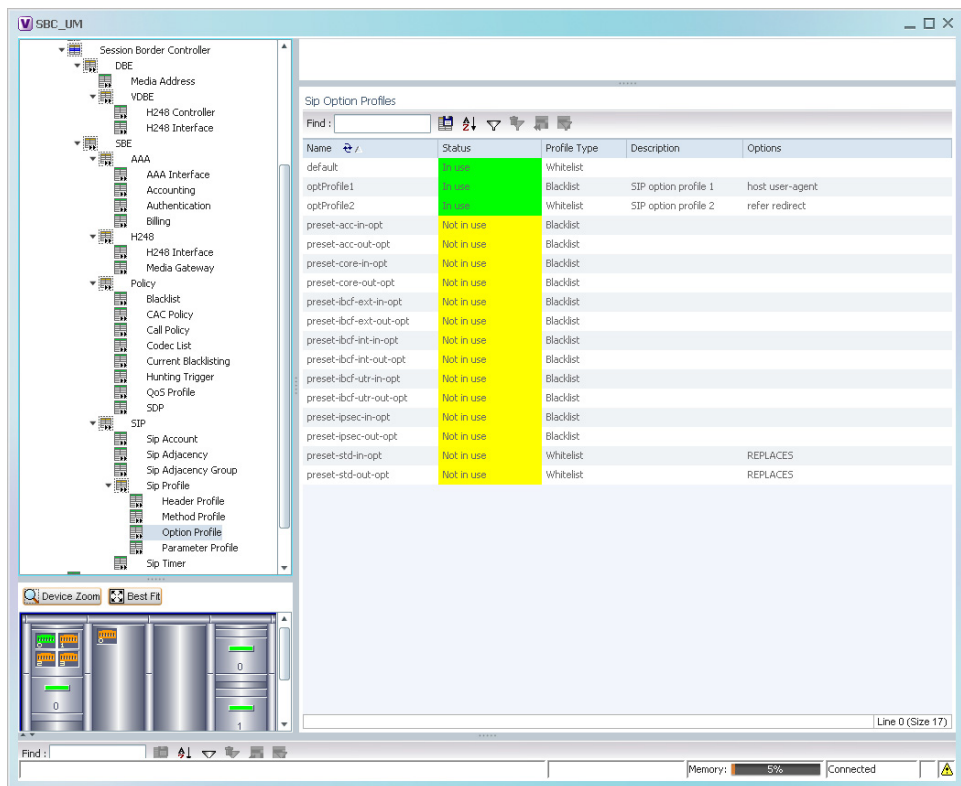 SBC_UM
Session Border Controller
DBE
Media Address
VDBE
H248 Controller
H248 Interface
SBE
AAA
AAA Interface
Accounting
Authentication
Billing
H248
H248 Interface
Media Gateway
Policy
Blacklist
CAC Policy
Call Policy
Codec List
Current Blacklisting
Hunting Trigger
QoS Profile
SDP
SIP
Sip Account
Sip Adjacency
Sip Adjacency Group
Sip Profile
Header Profile
Method Profile
Option Profile
Parameter Profile
Sip Timer
Device Zoom Best Fit
0
0
1
Sip Option Profiles
Find :
Name Status Profile Type Description Options
default In use Whitelist
optProfile1 In use Blacklist SIP option profile 1 host user-agent
optProfile2 In use Whitelist SIP option profile 2 refer redirect
preset-acc-in-opt Not in use Blacklist
preset-acc-out-opt Not in use Blacklist
preset-core-in-opt Not in use Blacklist
preset-core-out-opt Not in use Blacklist
preset-ibcf-ext-in-opt Not in use Blacklist
preset-ibcf-ext-out-opt Not in use Blacklist
preset-ibcf-int-in-opt Not in use Blacklist
preset-ibcf-int-out-opt Not in use Blacklist
preset-ibcf-utr-in-opt Not in use Blacklist
preset-ibcf-utr-out-opt Not in use Blacklist
preset-ipsec-in-opt Not in use Blacklist
preset-ipsec-out-opt Not in use Blacklist
preset-std-in-opt Not in use Whitelist REPLACES
preset-std-out-opt Not in use Whitelist REPLACES
Line 0 (Size 17)
Find :
Memory: 5% Connected